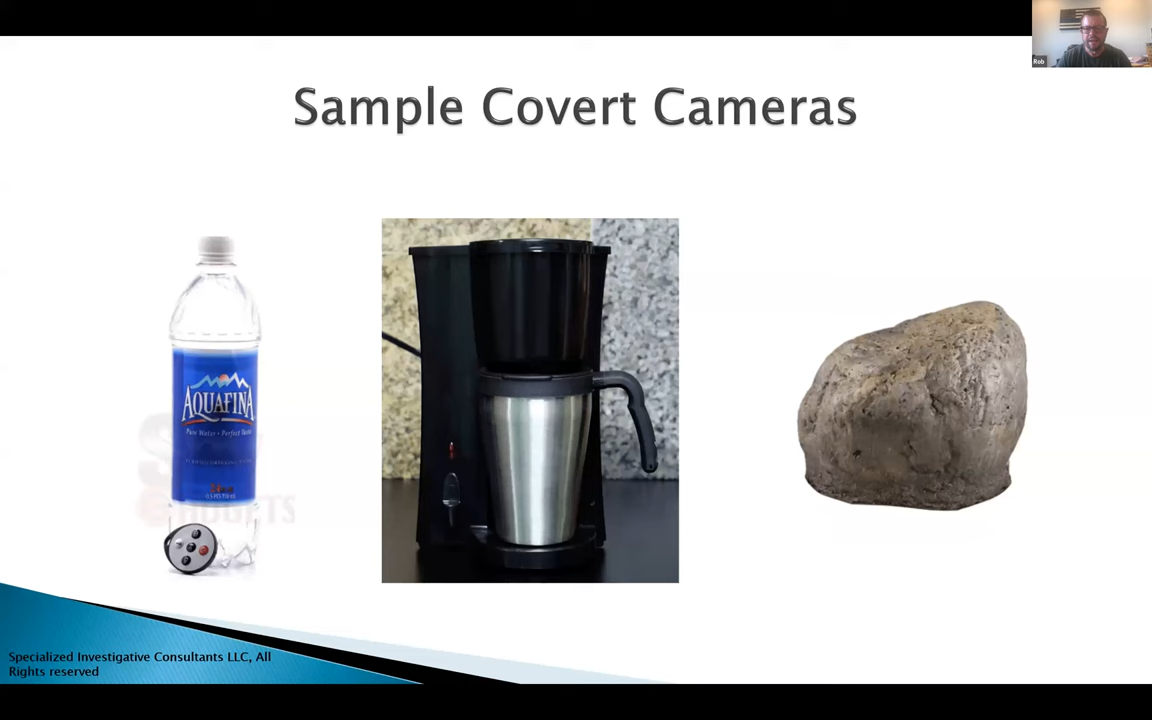 Rob
Sample Covert Cameras
AQUAFINA
Pure Water • Perfect Taste
Specialized Investigative Consultants LLC, All
Rights reserved